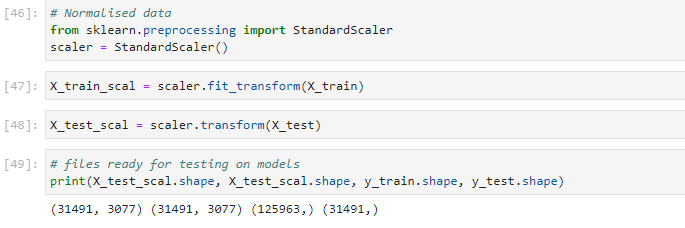 [46]: # Normalised data
from sklearn.preprocessing import StandardScaler
scaler = StandardScaler()
[47]: X_train_scal = scaler.fit_transform(X_train)
[48]: X_test_scal = scaler.transform(X_test)
[49]: # files ready for testing on models
print(X_test_scal.shape, X_test_scal.shape, y_train.shape, y_test.shape)
(31491, 3077) (31491, 3077) (125963,) (31491,)